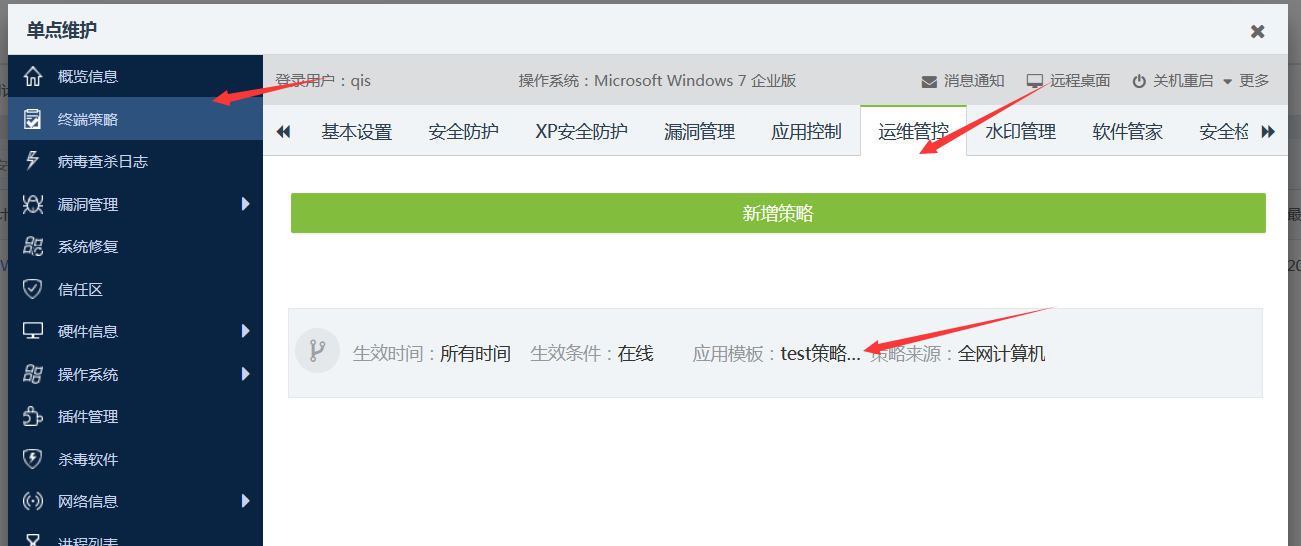 单点维护
概览信息
终端策略
病毒查杀日志
漏洞管理
系统修复
信任区
硬件信息
操作系统
插件管理
杀毒软件
网络信息
进程列表
登录用户：qis 操作系统：Microsoft Windows 7 企业版 消息通知 远程桌面 关机重启 更多
基本设置 安全防护 XP安全防护 漏洞管理 应用控制 运维管控 水印管理 软件管家 安全检
新增策略
生效时间：所有时间 生效条件：在线 应用模板：test策略... 策略来源：全网计算机